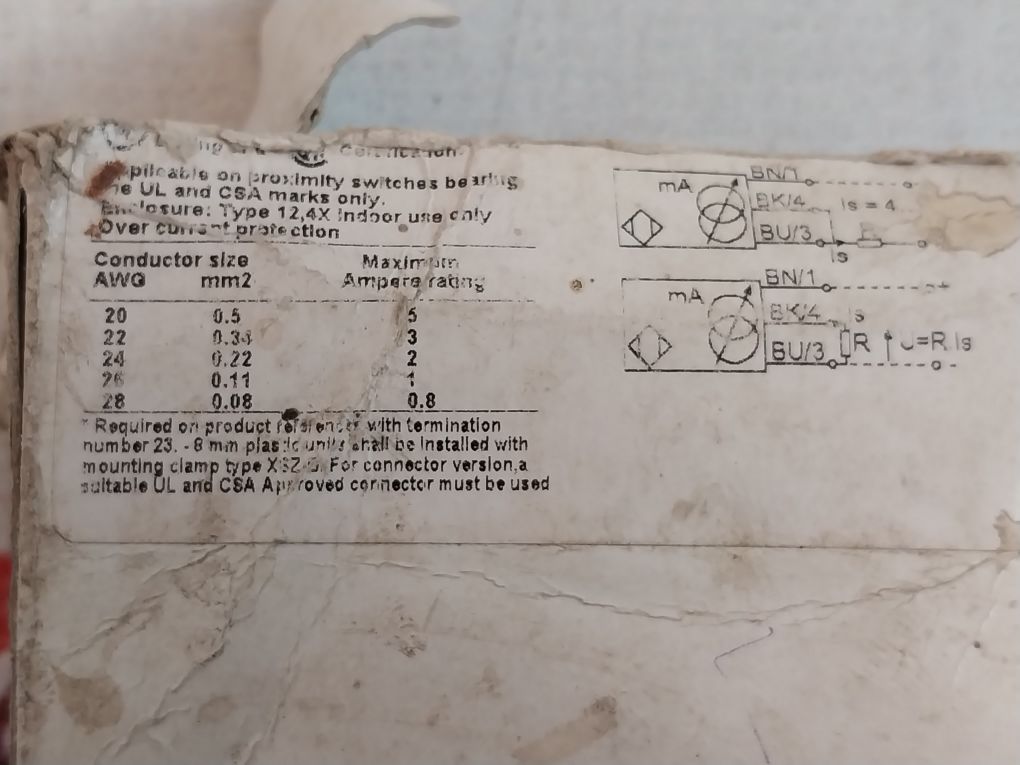 on proximity switches bearing
UL and CSA marks only.
Enclosure: Type 12,4X Indoor use only
Over current protection
Conductor size Maximum
AWG mm2 Ampere rating
20 0.5 5
22 0.34 3
24 0.22 2
26 0.11 1
28 0.08 0.8
* Required on product references with termination
number 23. - 8 mm plastic units shall be installed with
mounting clamp type For connector version,a
suitable UL and CSA Approved connector must be used
mA BN/1
BK/4 Is = 4
BU/3
Is
mA BN/1 +
BK/4 Is
BU/3 R U=R.Is
-